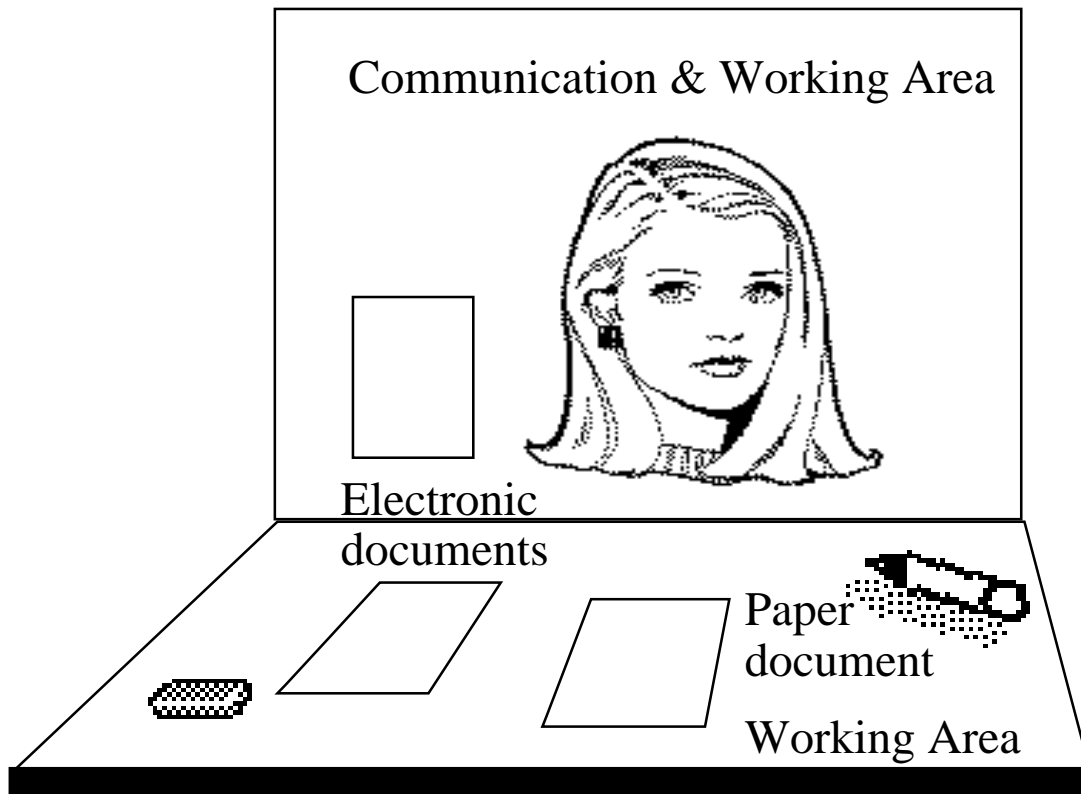 Communication & Working Area
Electronic
documents
Paper
document
Working Area